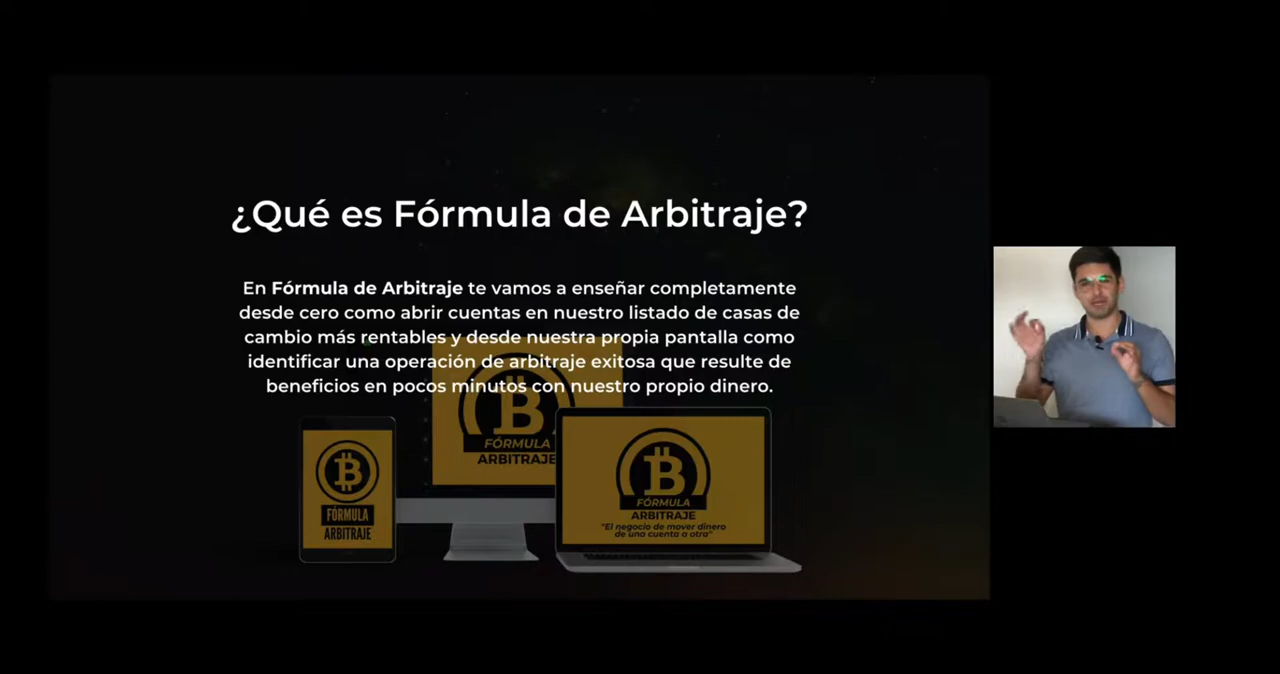 ¿Qué es Fórmula de Arbitraje?
En Fórmula de Arbitraje te vamos a enseñar completamente
desde cero como abrir cuentas en nuestro listado de casas de
cambio más rentables y desde nuestra propia pantalla como
identificar una operación de arbitraje exitosa que resulte de
beneficios en pocos minutos con nuestro propio dinero.
FÓRMULA
ARBITRAJE
FÓRMULA
ARBITRAJE
FÓRMULA
ARBITRAJE
"El negocio de mover dinero
de una cuenta a otra"